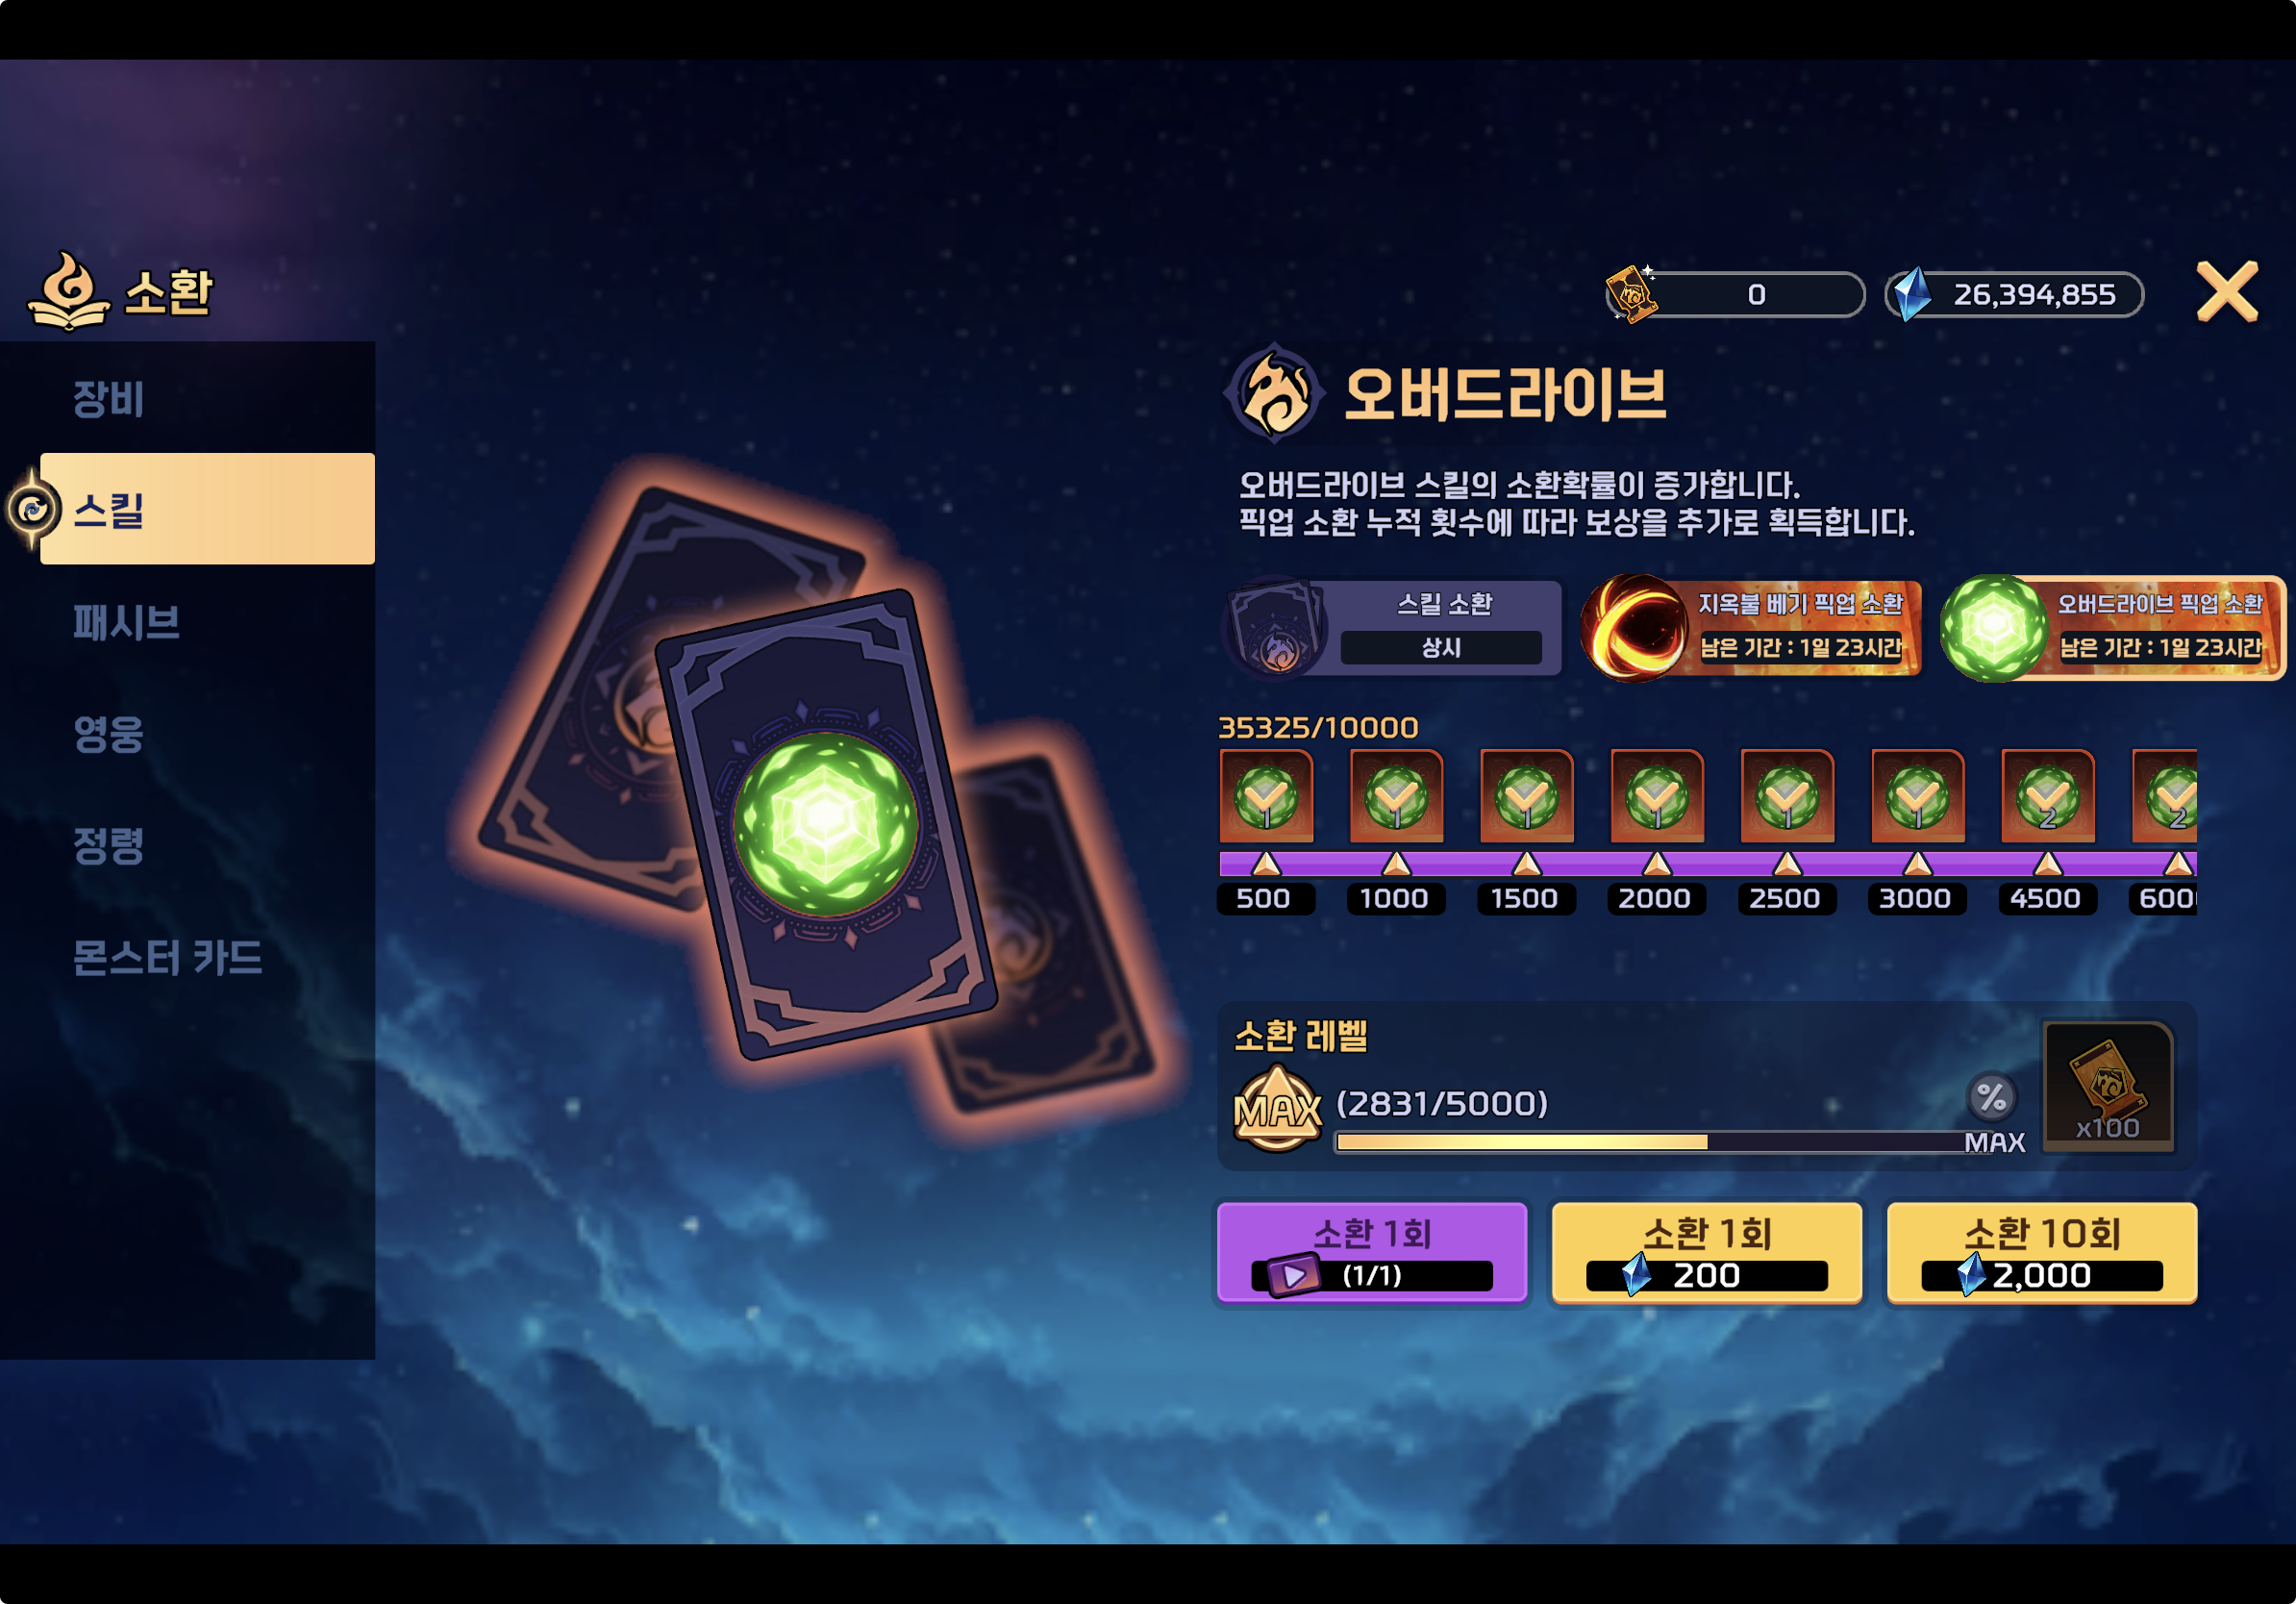 소환
0
26,394,855
장비
스킬
패시브
영웅
정령
몬스터 카드
오버드라이브
오버드라이브 스킬의 소환확률이 증가합니다.
픽업 소환 누적 횟수에 따라 보상을 추가로 획득합니다.
스킬 소환
상시
지옥불 베기 픽업 소환
남은 기간 : 1일 23시간
오버드라이브 픽업 소환
남은 기간 : 1일 23시간
35325/10000
1 1 1 1 1 1 2 2
500 1000 1500 2000 2500 3000 4500
소환 레벨
MAX (2831/5000)
%
MAX
x100
소환 1회
(1/1)
소환 1회
200
소환 10회
2,000